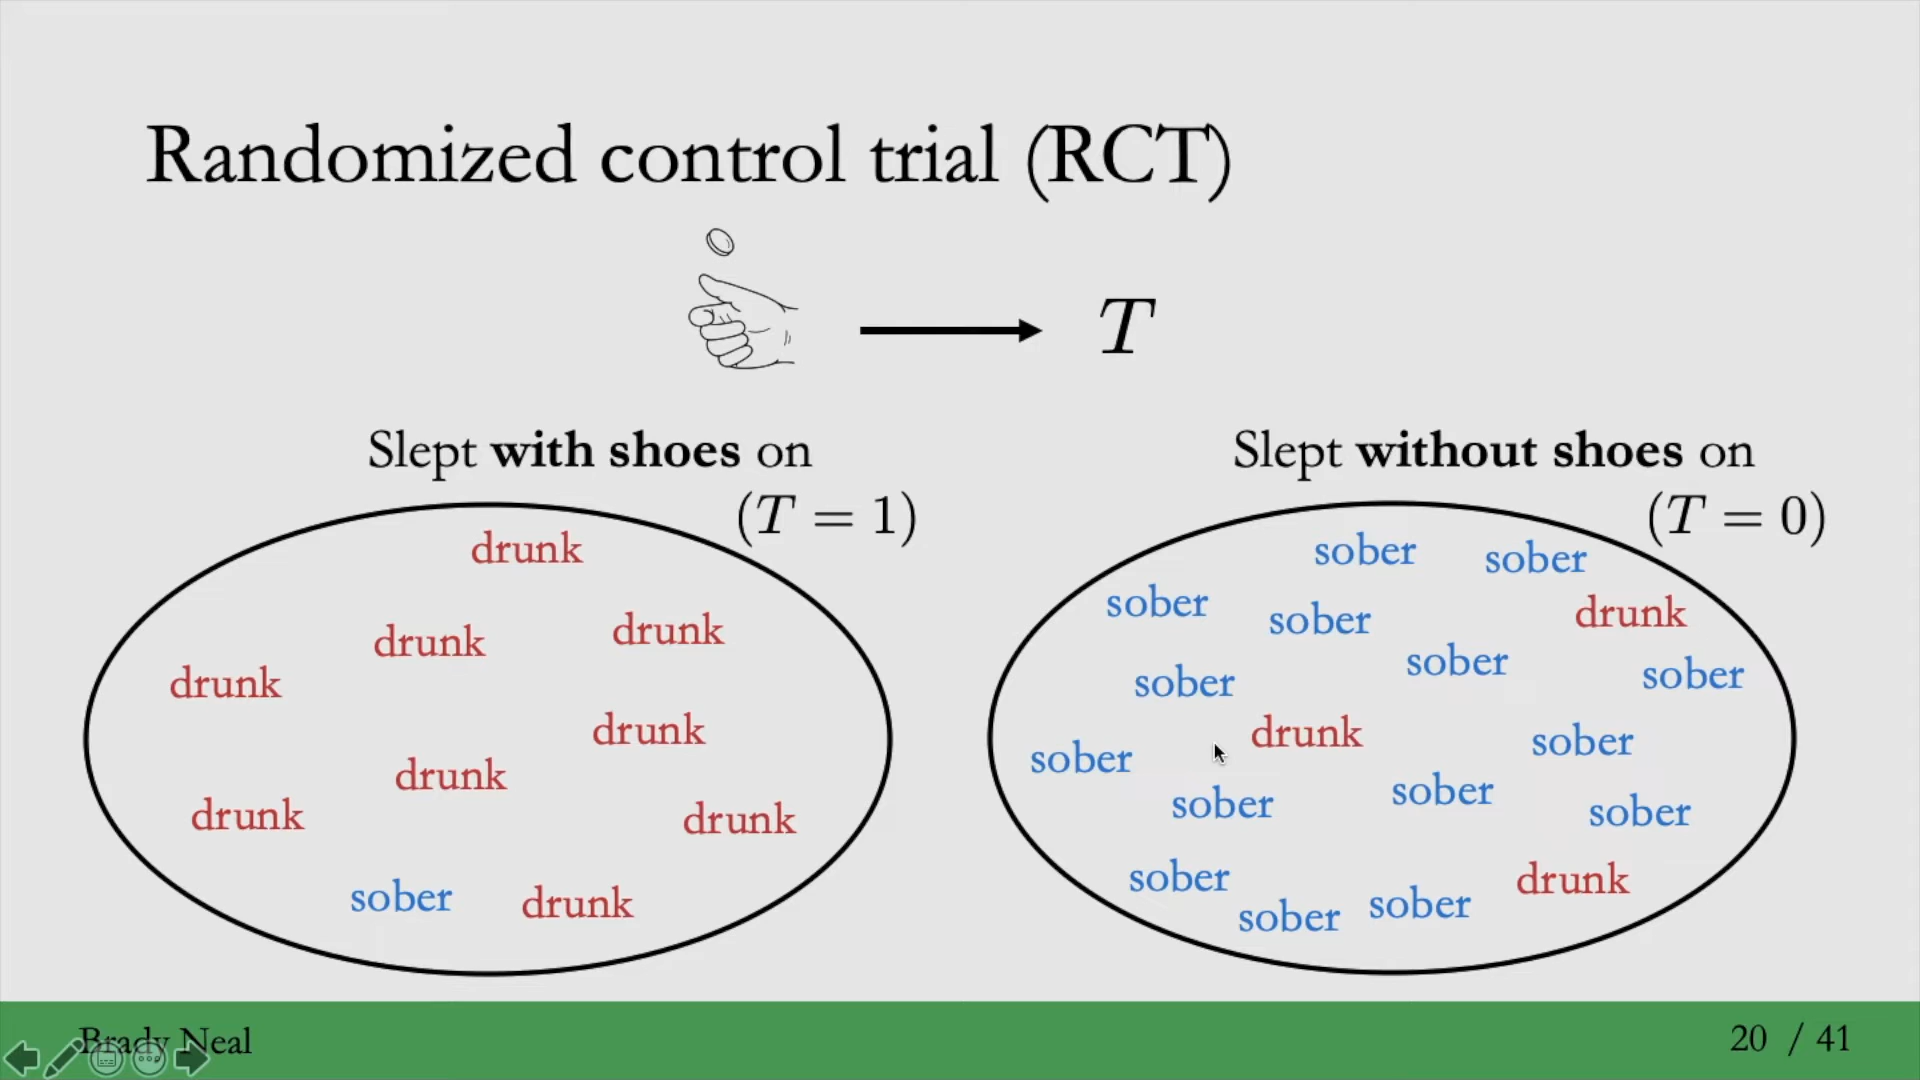 Randomized control trial (RCT)
T
Slept with shoes on
(T = 1)
drunk
drunk
drunk
drunk
drunk
drunk
drunk
drunk
sober
drunk
Slept without shoes on
(T = 0)
sober
sober
sober
sober
drunk
sober
sober
sober
drunk
sober
sober
sober
sober
sober
sober
drunk
sober
sober
Brady Neal
20 / 41